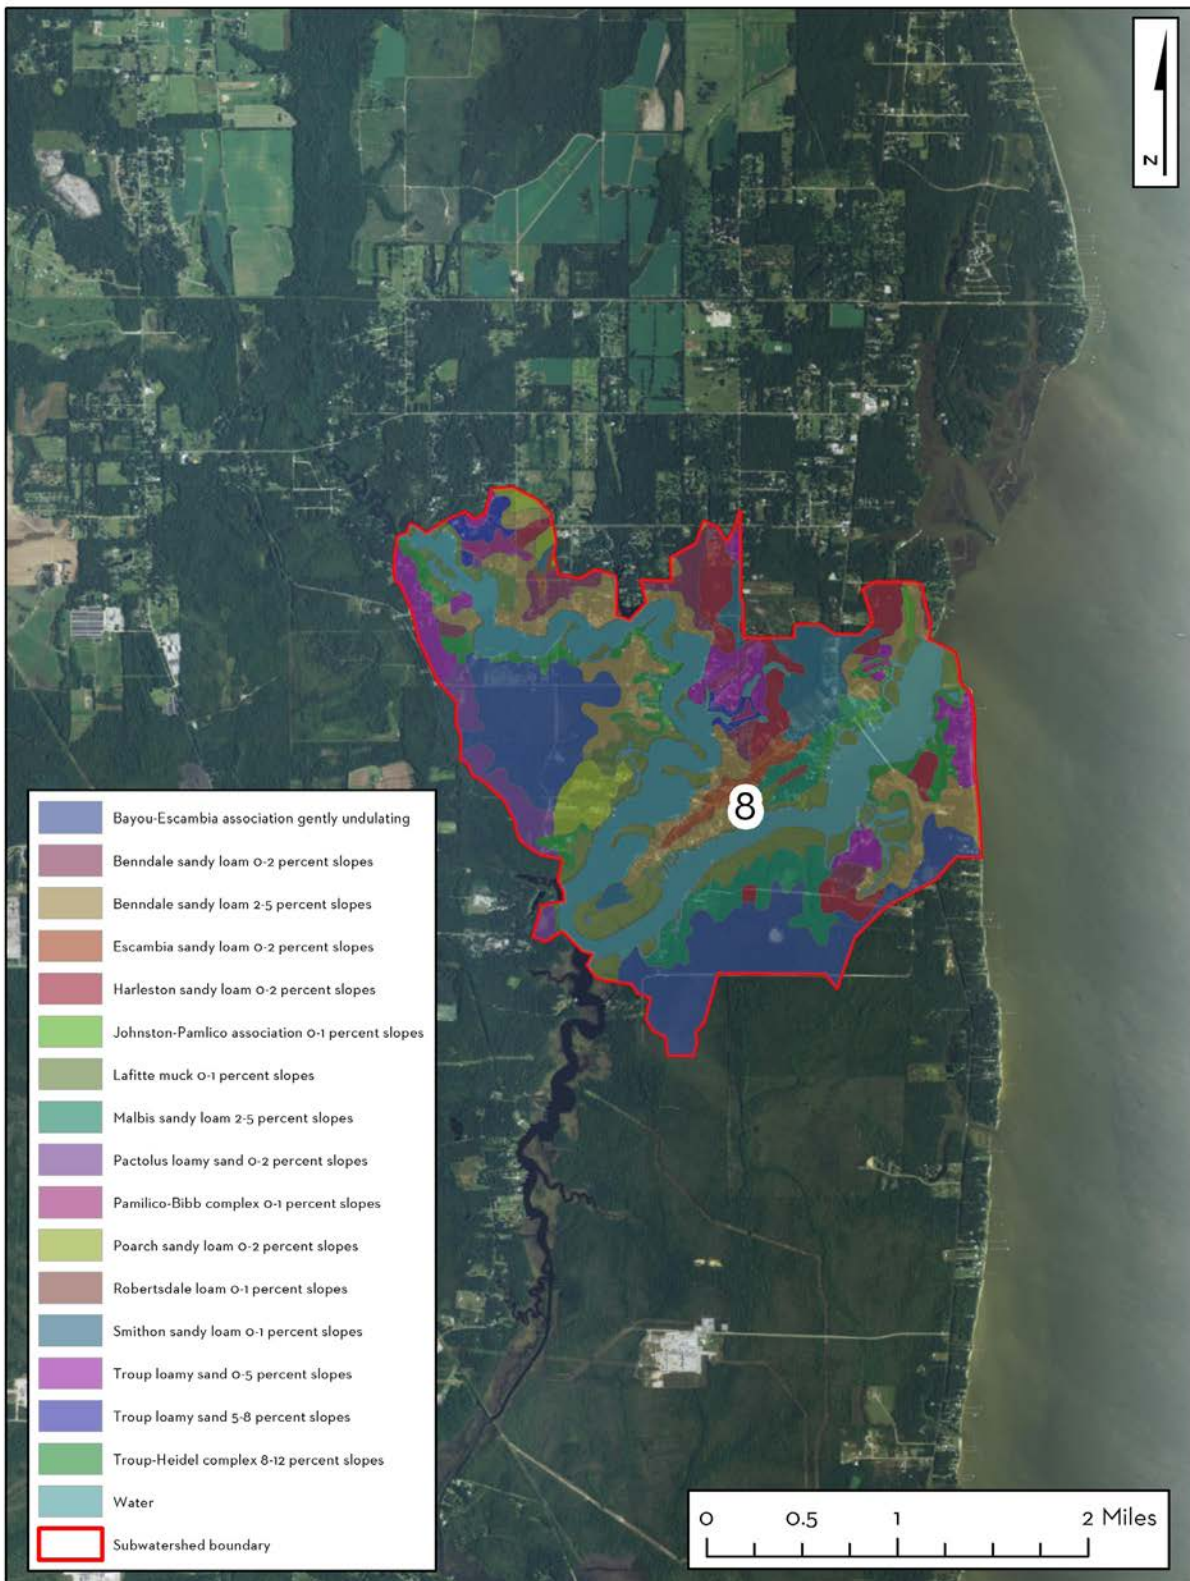 N
8
Bayou-Escambia association gently undulating
Benndale sandy loam 0-2 percent slopes
Benndale sandy loam 2-5 percent slopes
Escambia sandy loam 0-2 percent slopes
Harleston sandy loam 0-2 percent slopes
Johnston-Pamlico association 0-1 percent slopes
Lafitte muck 0-1 percent slopes
Malbis sandy loam 2-5 percent slopes
Pactolus loamy sand 0-2 percent slopes
Pamilico-Bibb complex 0-1 percent slopes
Poarch sandy loam 0-2 percent slopes
Robertsdale loam 0-1 percent slopes
Smithon sandy loam 0-1 percent slopes
Troup loamy sand 0-5 percent slopes
Troup loamy sand 5-8 percent slopes
Troup-Heidel complex 8-12 percent slopes
Water
Subwatershed boundary
0 0.5 1 2 Miles